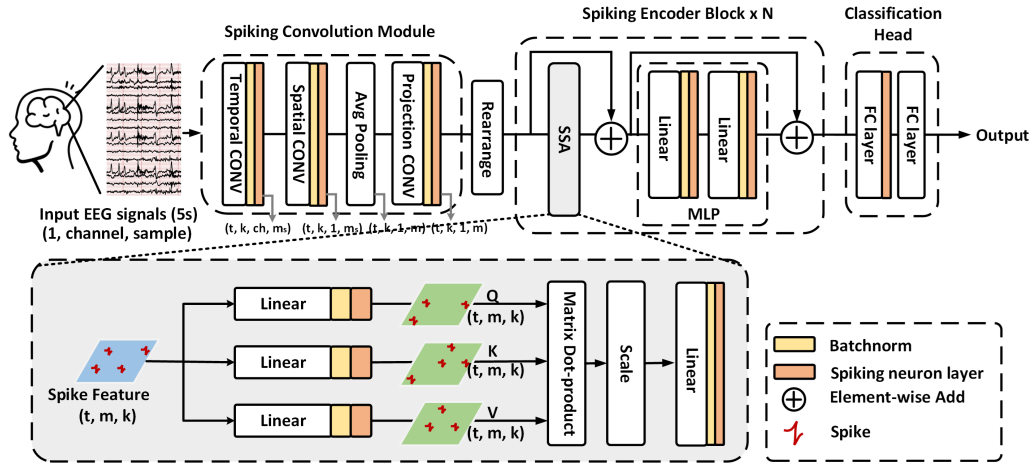 Spiking Convolution Module
Spiking Encoder Block x N
Classification
Head
Temporal CONV
Spatial CONV
Avg Pooling
Projection CONV
Rearrange
SSA
Linear
Linear
MLP
FC layer
FC layer
Output
Input EEG signals (5s)
(1, channel, sample)
(t, k, ch, mₛ)
(t, k, 1, mₛ)
(t, k, 1, m)
(t, k, 1, m)
Spike Feature
(t, m, k)
Linear
Q
(t, m, k)
Linear
K
(t, m, k)
Linear
V
(t, m, k)
Matrix Dot-product
Scale
Linear
Batchnorm
Spiking neuron layer
Element-wise Add
Spike